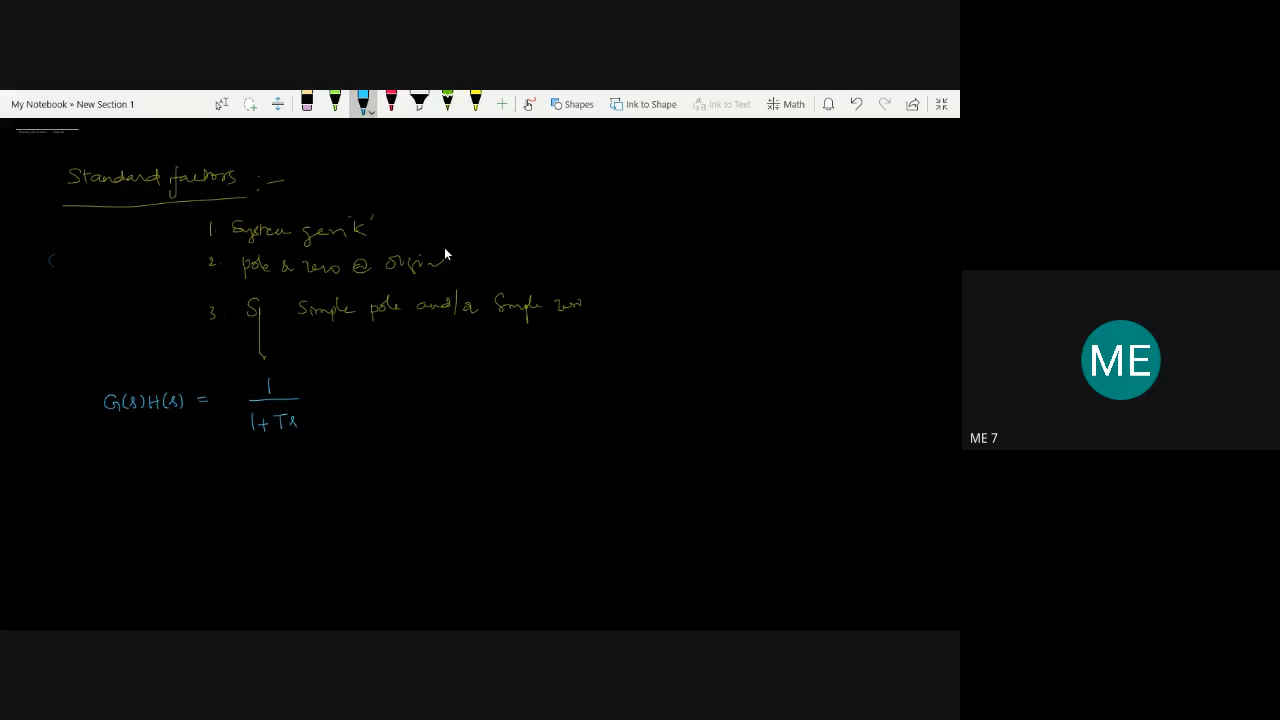 My Notebook » New Section 1
Shapes
Ink to Shape
Ink to Text
Math
Standard factors :-
1. System gain 'K'
2. pole & zero @ origin
3. S Simple pole and/or Simple zero
G(s)H(s) = 1 / 1+Ts
ME
ME 7